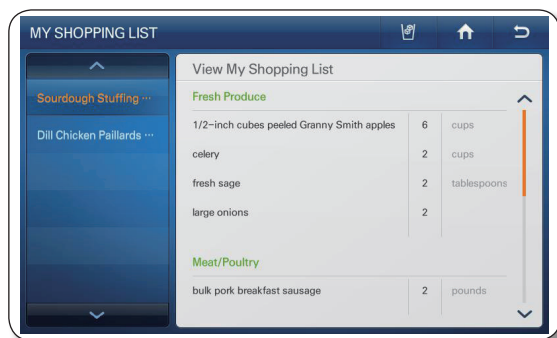 MY SHOPPING LIST
Sourdough Stuffing ···
Dill Chicken Paillards ···
View My Shopping List
Fresh Produce
1/2-inch cubes peeled Granny Smith apples 6 cups
celery 2 cups
fresh sage 2 tablespoons
large onions 2
Meat/Poultry
bulk pork breakfast sausage 2 pounds